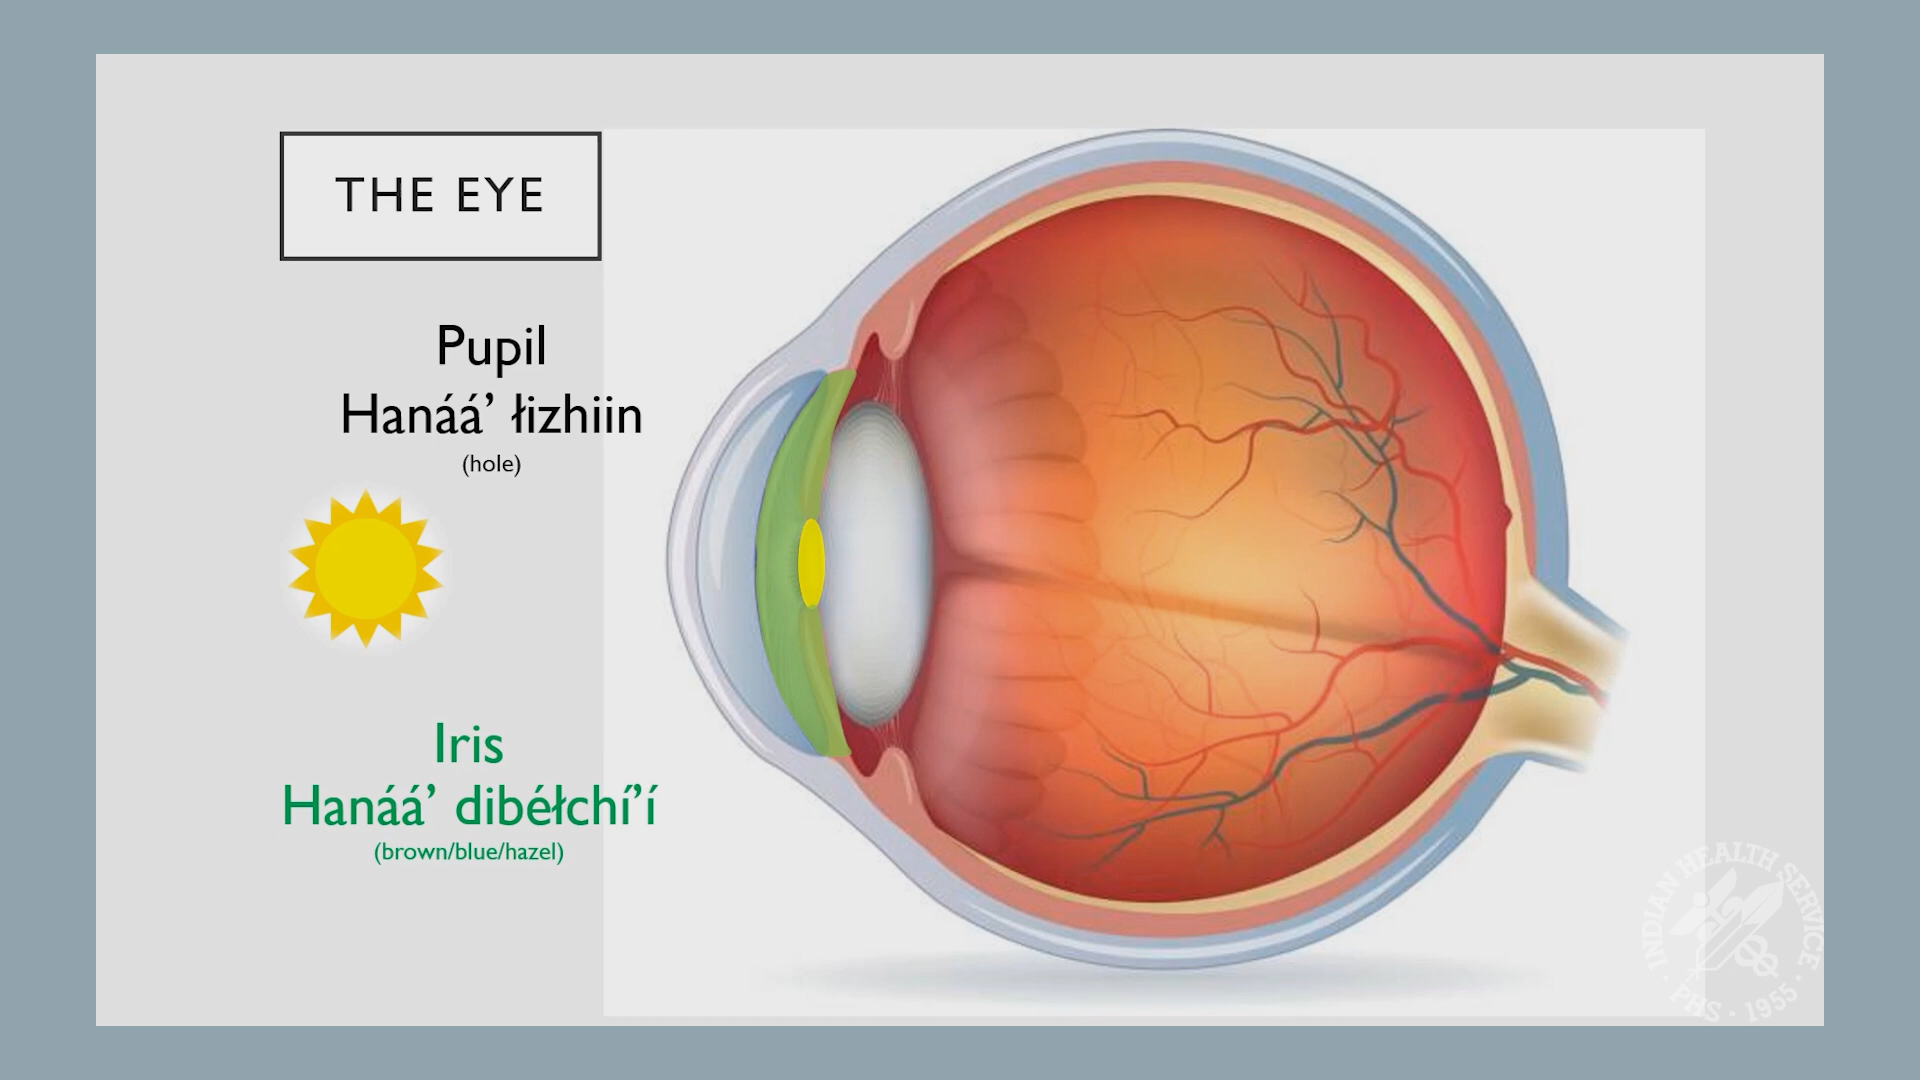 THE EYE
Pupil
Hanáá’ łizhiin
(hole)
Iris
Hanáá’ dibéłchí’í
(brown/blue/hazel)
INDIAN HEALTH SERVICE
PHS · 1955